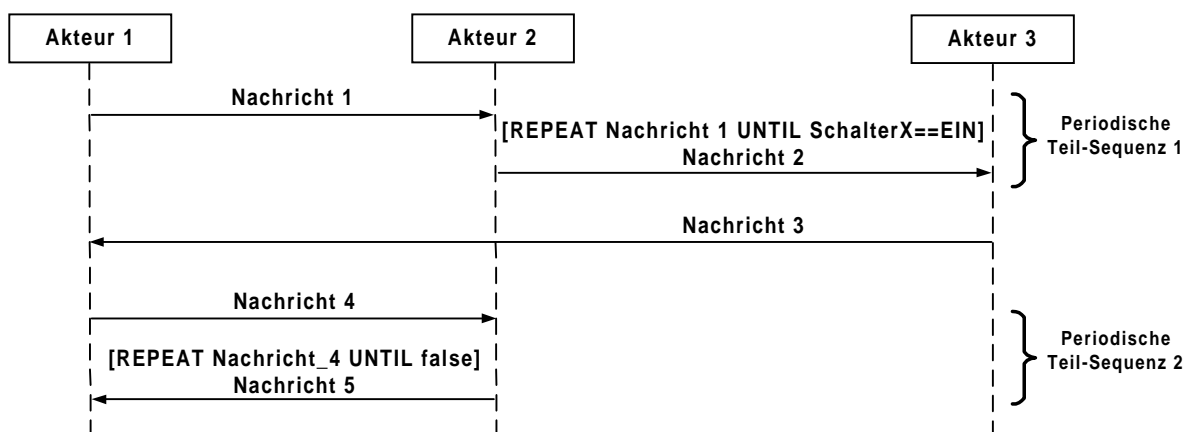 Akteur 1
Akteur 2
Akteur 3
Nachricht 1
[REPEAT Nachricht 1 UNTIL SchalterX==EIN]
Nachricht 2
Periodische
Teil-Sequenz 1
Nachricht 3
Nachricht 4
[REPEAT Nachricht_4 UNTIL false]
Nachricht 5
Periodische
Teil-Sequenz 2